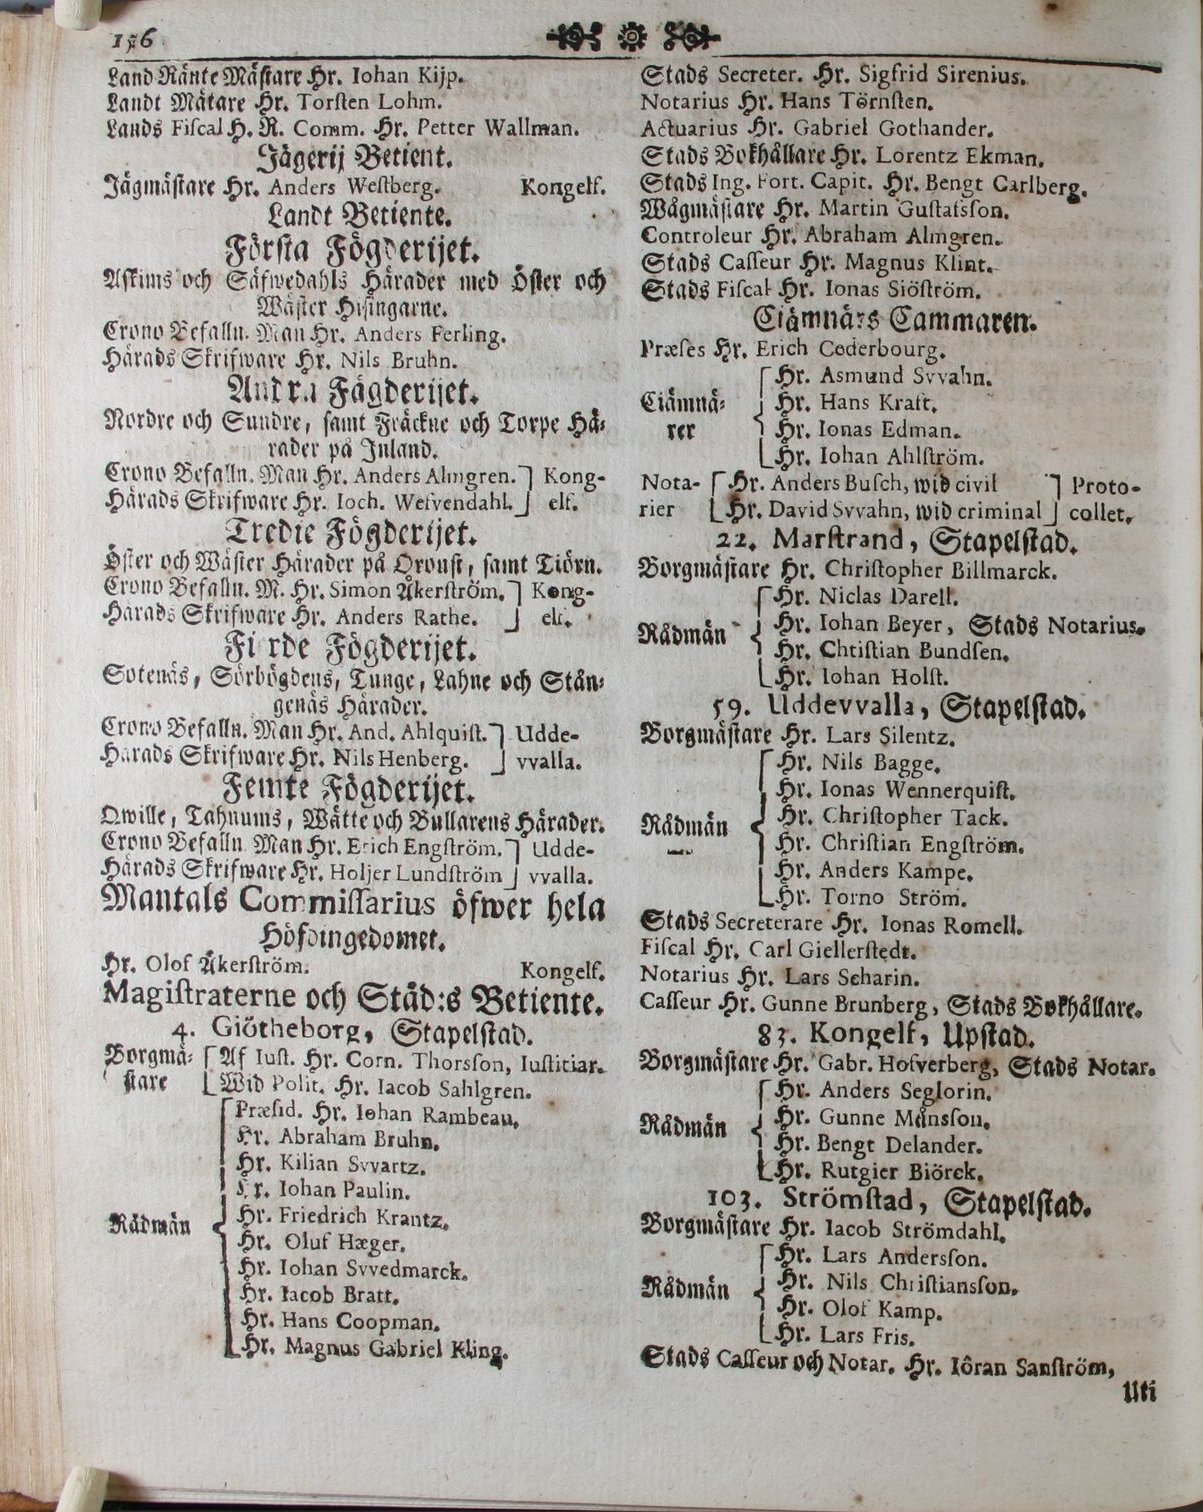 156
Land Ränte Mästare Hr. Iohan Kijp.
Landt Mätare Hr. Torsten Lohm.
Lands Fiscal H. R. Comm. Hr. Petter Wallman.
Jägerij Betient.
Jägmästare Hr. Anders Westberg. Kongelf.
Landt Betiente.
Första Fögderijet.
Askims och Säfwedahls Härader med Öster och
Wäster Hisingarne.
Crono Befalln. Man Hr. Anders Ferling.
Härads Skrifware Hr. Nils Bruhn.
Andra Fägderijet.
Nordre och Sundre, samt Fräckne och Torpe Hä-
rader på Inland.
Crono Befalln. Man Hr. Anders Almgren. ] Kong-
Härads Skrifware Hr. Ioch. Wefvendahl. ] elf.
Tredie Fögderijet.
Öster och Wäster Härader på Oroust, samt Tiörn.
Crono Befalln. M. Hr. Simon Åkerström. ] Kong-
Härads Skrifware Hr. Anders Rathe. ] elf.
Fierde Fögderijet.
Sotenäs, Sörbögdens, Tunge, Lahne och Stån-
genäs Härader.
Crono Befalln. Man Hr. And. Ahlquist. ] Udde-
Härads Skrifware Hr. Nils Henberg. ] vvalla.
Femte Fögderijet.
Qwille, Tahnums, Wätte och Bullarens Härader.
Crono Befalln Man Hr. Erich Engström. ] Udde-
Härads Skrifware Hr. Holjer Lundström ] vvalla.
Mantals Commissarius öfwer hela
Höfdingedomet.
Hr. Olof Åkerström. Kongelf.
Magistraterne och Städ:s Betiente.
4. Giötheborg, Stapelstad.
Borgmä- [ Af Iust. Hr. Corn. Thorsson, Iustitiar.
stare [ Wid Polit. Hr. Iacob Sahlgren.
Præsid. Hr. Iohan Rambeau.
Hr. Abraham Bruhn.
Hr. Kilian Svvartz.
Hr. Iohan Paulin.
Rådmän { Hr. Friedrich Krantz.
Hr. Oluf Hæger.
Hr. Iohan Svvedmarck.
Hr. Iacob Bratt.
Hr. Hans Coopman.
Hr. Magnus Gabriel Kling.
Stads Secreter. Hr. Sigfrid Sirenius.
Notarius Hr. Hans Törnsten.
Actuarius Hr. Gabriel Gothander.
Stads Bokhållare Hr. Lorentz Ekman.
Stads Ing. Fort. Capit. Hr. Bengt Carlberg.
Wågmästare Hr. Martin Gustafsson.
Controleur Hr. Abraham Almgren.
Stads Casseur Hr. Magnus Klint.
Stads Fiscal Hr. Ionas Siöström.
Ciämnärs Cammaren.
Præses Hr. Erich Cederbourg.
Hr. Asmund Svvahn.
Ciämnä- { Hr. Hans Kraft.
rer Hr. Ionas Edman.
Hr. Iohan Ahlström.
Nota- [ Hr. Anders Busch, wid civil ] Proto-
rier [ Hr. David Svvahn, wid criminal ] collet.
22. Marstrand, Stapelstad.
Borgmästare Hr. Christopher Billmarck.
Hr. Niclas Darell.
Rådmän { Hr. Iohan Beyer, Stads Notarius.
Hr. Christian Bundsen.
Hr. Iohan Holst.
59. Uddevvalla, Stapelstad.
Borgmästare Hr. Lars Silentz.
Hr. Nils Bagge.
Hr. Ionas Wennerquist.
Hr. Christopher Tack.
Rådmän { Hr. Christian Engström.
Hr. Anders Kampe.
Hr. Torno Ström.
Stads Secreterare Hr. Ionas Romell.
Fiscal Hr. Carl Giellerstedt.
Notarius Hr. Lars Scharin.
Casseur Hr. Gunne Brunberg, Stads Bokhållare.
83. Kongelf, Upstad.
Borgmästare Hr. Gabr. Hofverberg, Stads Notar.
Hr. Anders Seglorin.
Rådmän { Hr. Gunne Månsson.
Hr. Bengt Delander.
Hr. Rutgier Biörck.
103. Strömstad, Stapelstad.
Borgmästare Hr. Iacob Strömdahl.
Hr. Lars Andersson.
Rådmän { Hr. Nils Christiansson.
Hr. Olof Kamp.
Hr. Lars Fris.
Stads Casseur och Notar. Hr. Iöran Sanström,
Uti